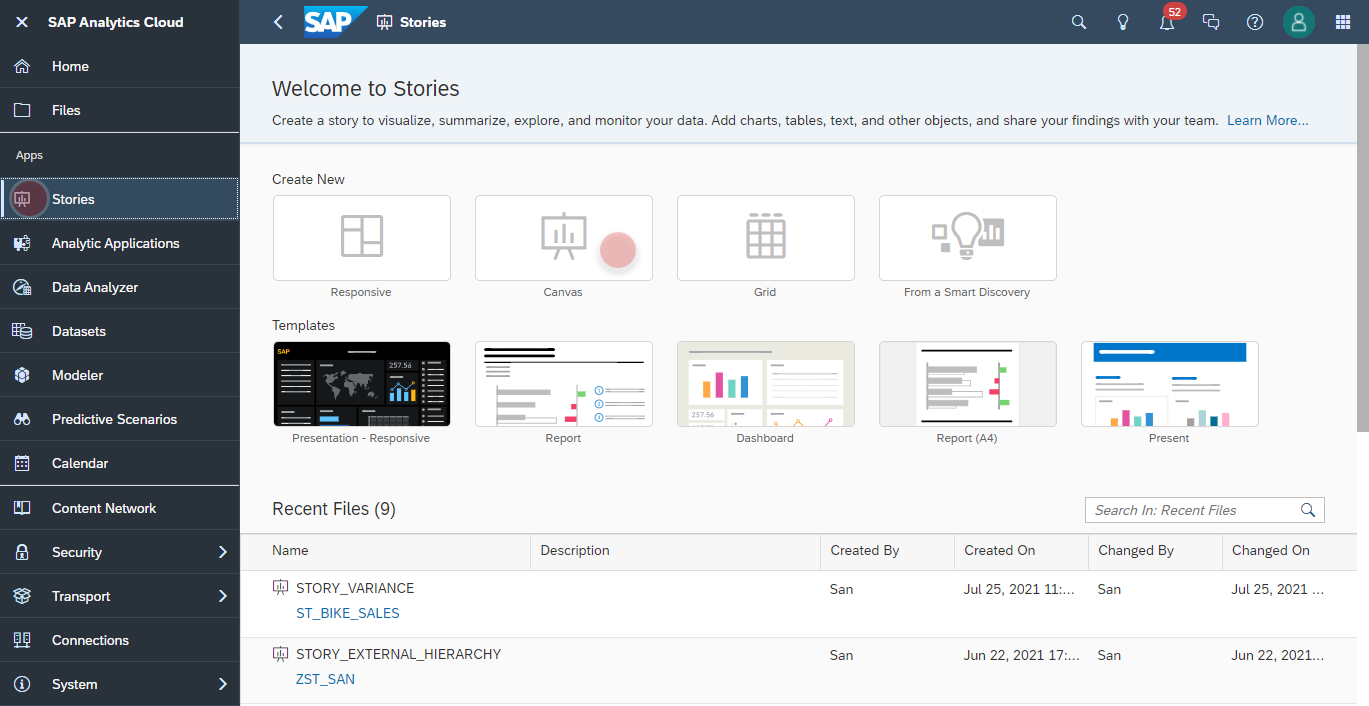 SAP Analytics Cloud
Home
Files
Apps
Stories
Analytic Applications
Data Analyzer
Datasets
Modeler
Predictive Scenarios
Calendar
Content Network
Security
Transport
Connections
System
SAP Stories
52
Welcome to Stories
Create a story to visualize, summarize, explore, and monitor your data. Add charts, tables, text, and other objects, and share your findings with your team. Learn More...
Create New
Responsive
Canvas
Grid
From a Smart Discovery
Templates
SAP
257.56
1
2
3
257.56
Presentation - Responsive
Report
Dashboard
Report (A4)
Present
Recent Files (9)
Search In: Recent Files
Name Description Created By Created On Changed By Changed On
STORY_VARIANCE San Jul 25, 2021 11:... San Jul 25, 2021 ...
ST_BIKE_SALES
STORY_EXTERNAL_HIERARCHY San Jun 22, 2021 17:... San Jun 22, 2021...
ZST_SAN